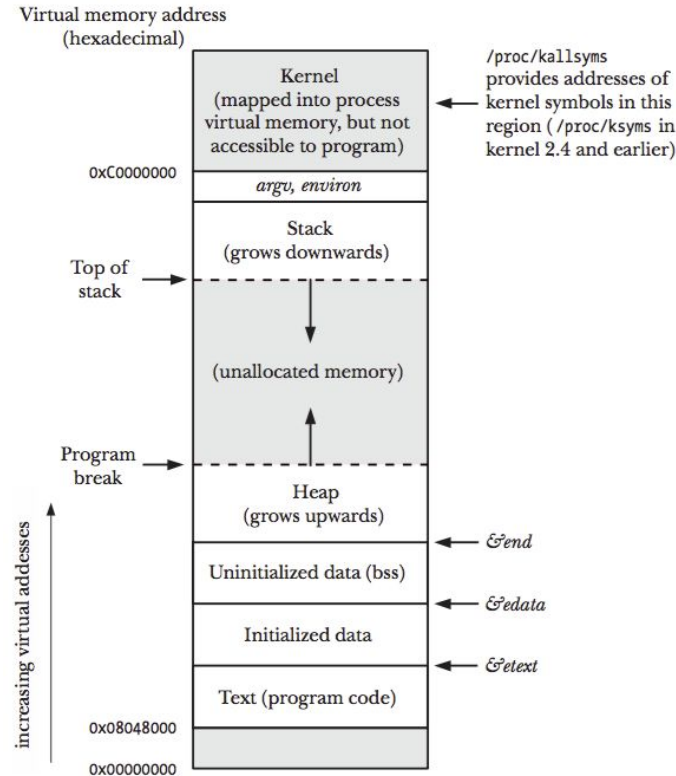 Virtual memory address
(hexadecimal)
Kernel
(mapped into process
virtual memory, but not
accessible to program)
/proc/kallsyms
provides addresses of
kernel symbols in this
region (/proc/ksyms in
kernel 2.4 and earlier)
0xC0000000
argv, environ
Stack
(grows downwards)
Top of
stack
(unallocated memory)
Program
break
Heap
(grows upwards)
&end
Uninitialized data (bss)
&edata
Initialized data
&etext
Text (program code)
0x08048000
0x00000000
increasing virtual addesses